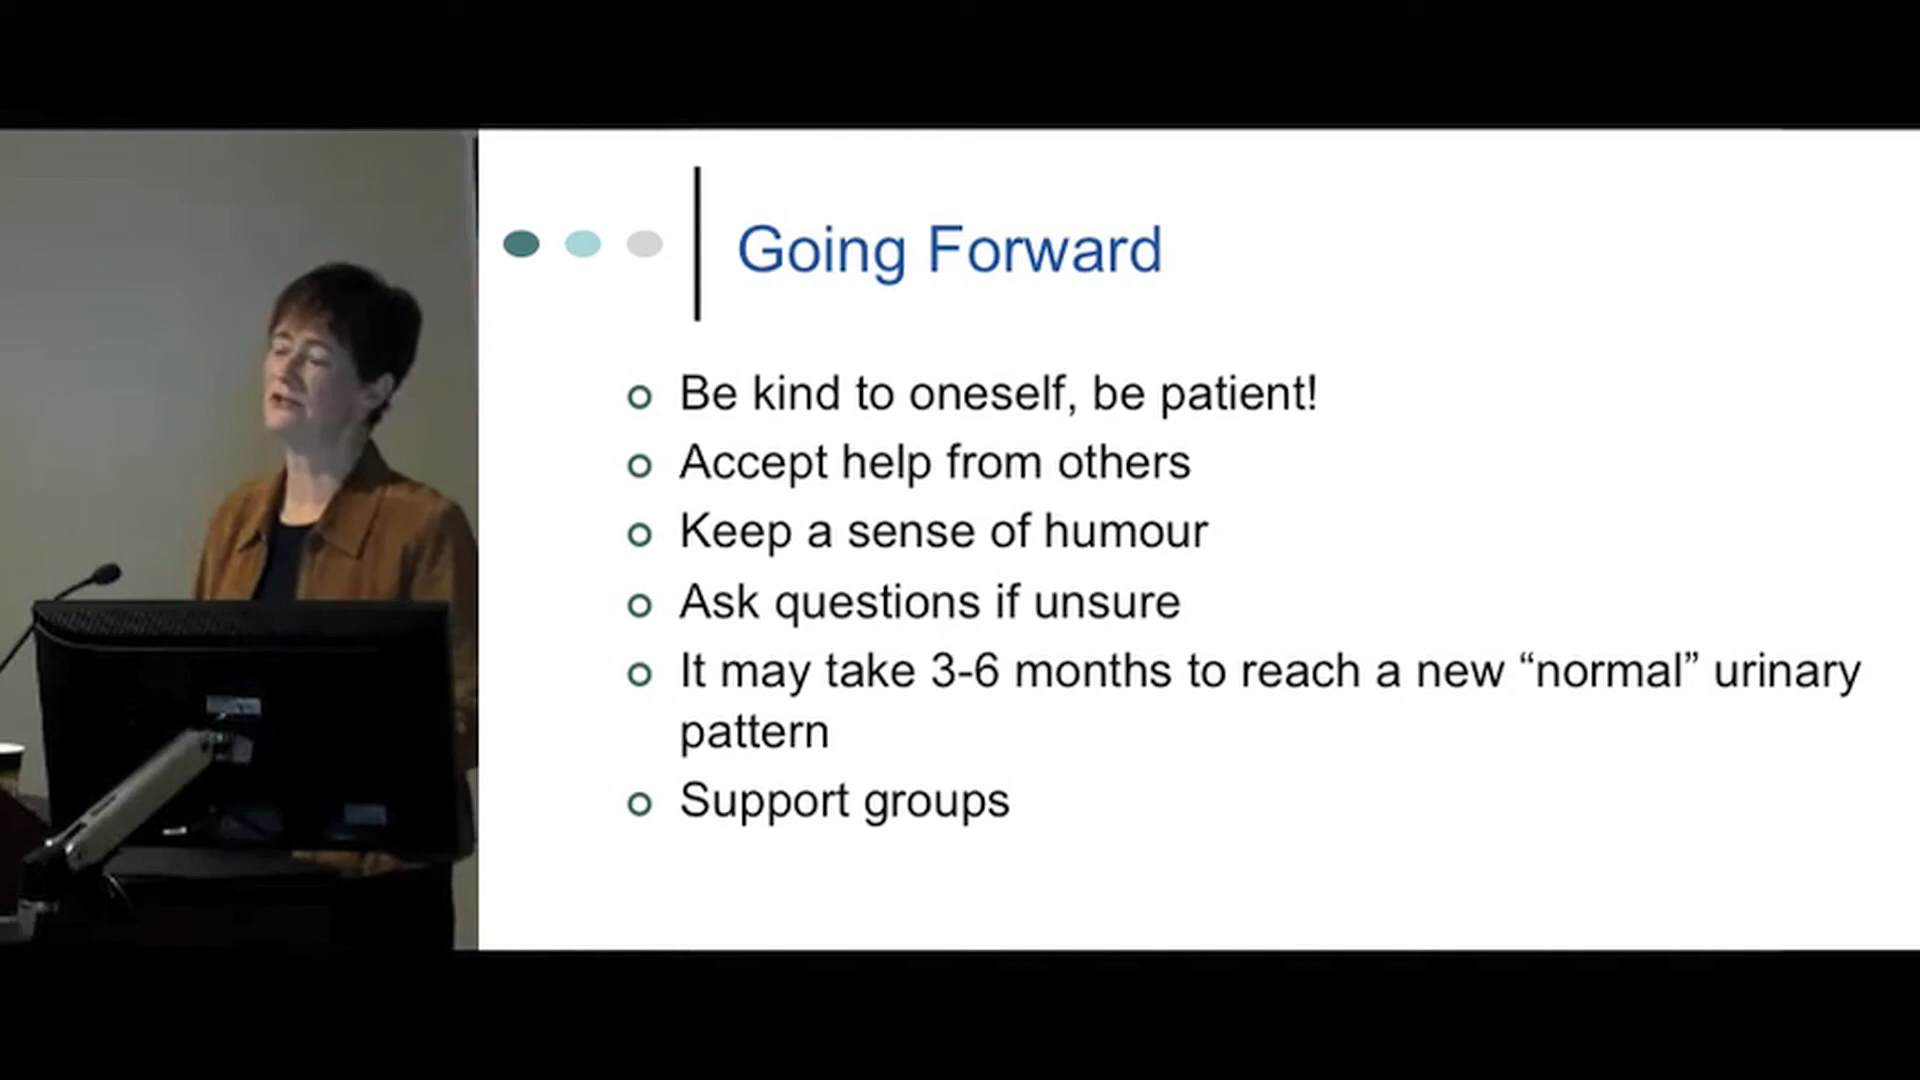 Going Forward
Be kind to oneself, be patient!
Accept help from others
Keep a sense of humour
Ask questions if unsure
It may take 3-6 months to reach a new “normal” urinary
pattern
Support groups